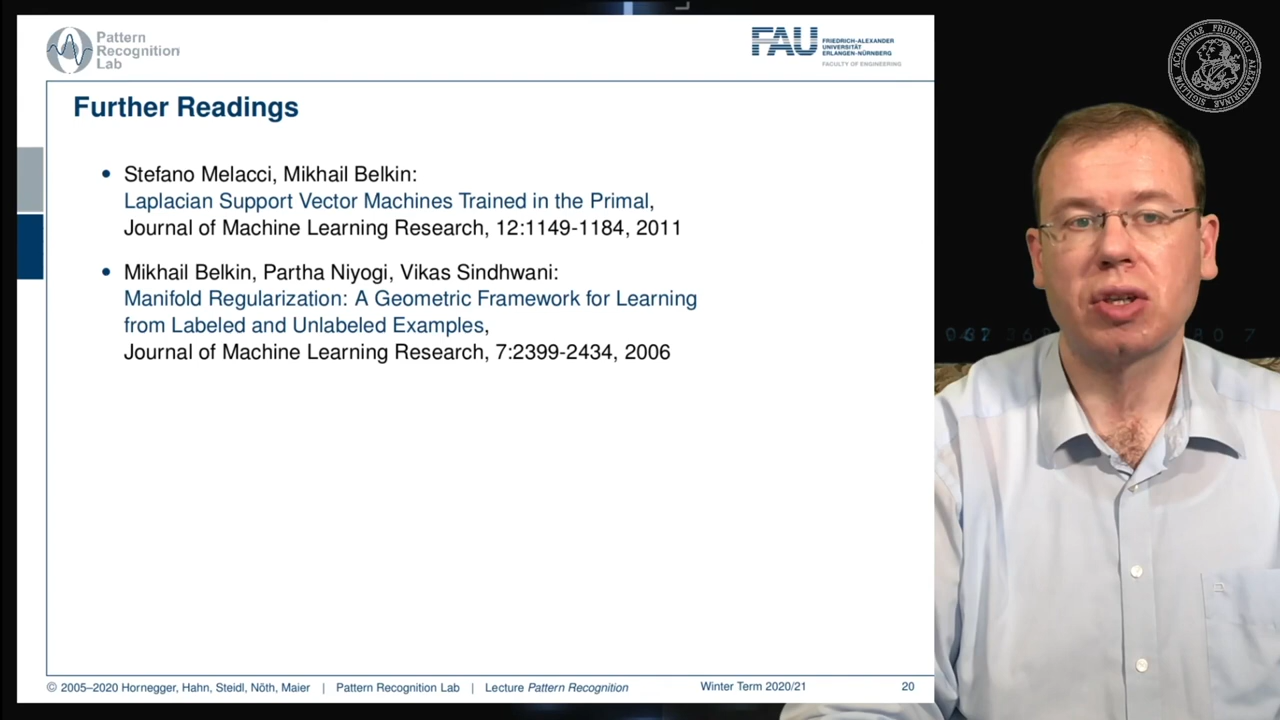 Pattern
Recognition
Lab
FAU
FRIEDRICH-ALEXANDER
UNIVERSITÄT
ERLANGEN-NÜRNBERG
FACULTY OF ENGINEERING
Further Readings
• Stefano Melacci, Mikhail Belkin:
Laplacian Support Vector Machines Trained in the Primal,
Journal of Machine Learning Research, 12:1149-1184, 2011
• Mikhail Belkin, Partha Niyogi, Vikas Sindhwani:
Manifold Regularization: A Geometric Framework for Learning
from Labeled and Unlabeled Examples,
Journal of Machine Learning Research, 7:2399-2434, 2006
© 2005–2020 Hornegger, Hahn, Steidl, Nöth, Maier | Pattern Recognition Lab | Lecture Pattern Recognition Winter Term 2020/21 20